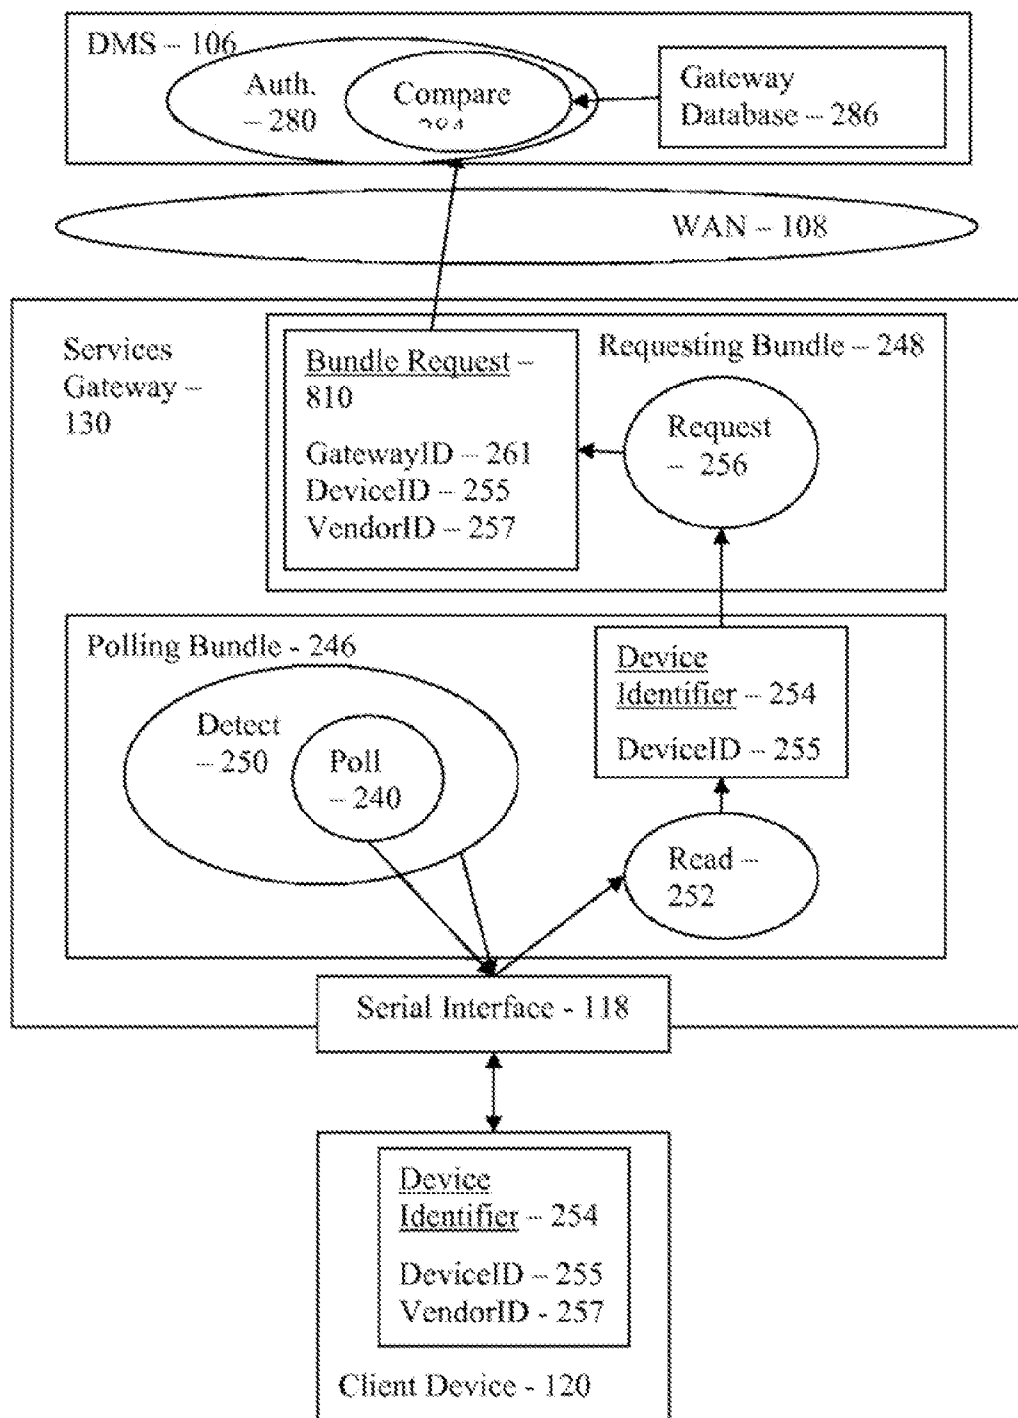 DMS – 106
Auth.
– 280
Compare
Gateway
Database – 286
WAN – 108
Services
Gateway –
130
Bundle Request –
810
GatewayID – 261
DeviceID – 255
VendorID – 257
Requesting Bundle – 248
Request
– 256
Polling Bundle - 246
Detect
– 250
Poll
– 240
Device
Identifier – 254
DeviceID – 255
Read –
252
Serial Interface - 118
Device
Identifier – 254
DeviceID – 255
VendorID - 257
Client Device - 120